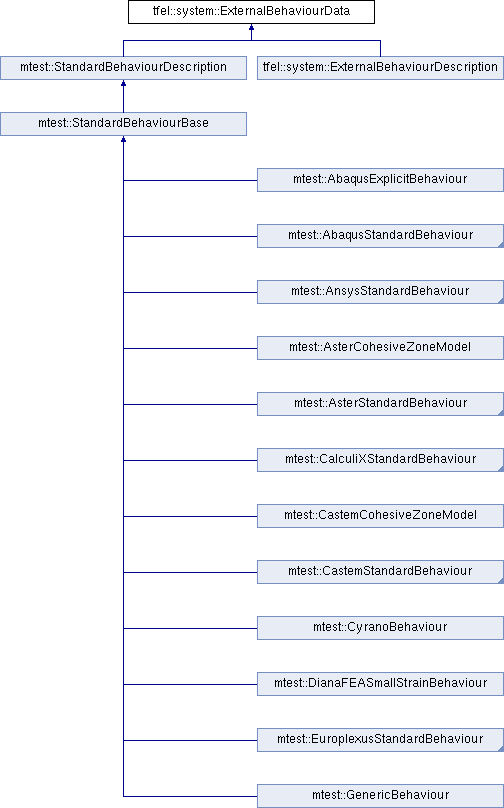 tfel::system::ExternalBehaviourData
mtest::StandardBehaviourDescription
tfel::system::ExternalBehaviourDescription
mtest::StandardBehaviourBase
mtest::AbaqusExplicitBehaviour
mtest::AbaqusStandardBehaviour
mtest::AnsysStandardBehaviour
mtest::AsterCohesiveZoneModel
mtest::AsterStandardBehaviour
mtest::CalculiXStandardBehaviour
mtest::CastemCohesiveZoneModel
mtest::CastemStandardBehaviour
mtest::CyranoBehaviour
mtest::DianaFEASmallStrainBehaviour
mtest::EuroplexusStandardBehaviour
mtest::GenericBehaviour